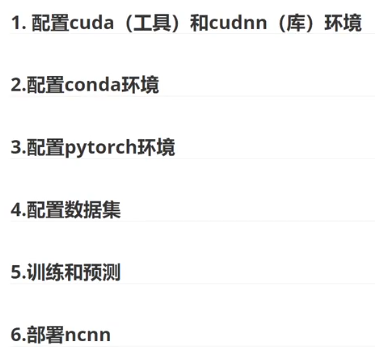 1. 配置cuda（工具）和cudnn（库）环境
2.配置conda环境
3.配置pytorch环境
4.配置数据集
5.训练和预测
6.部署ncnn